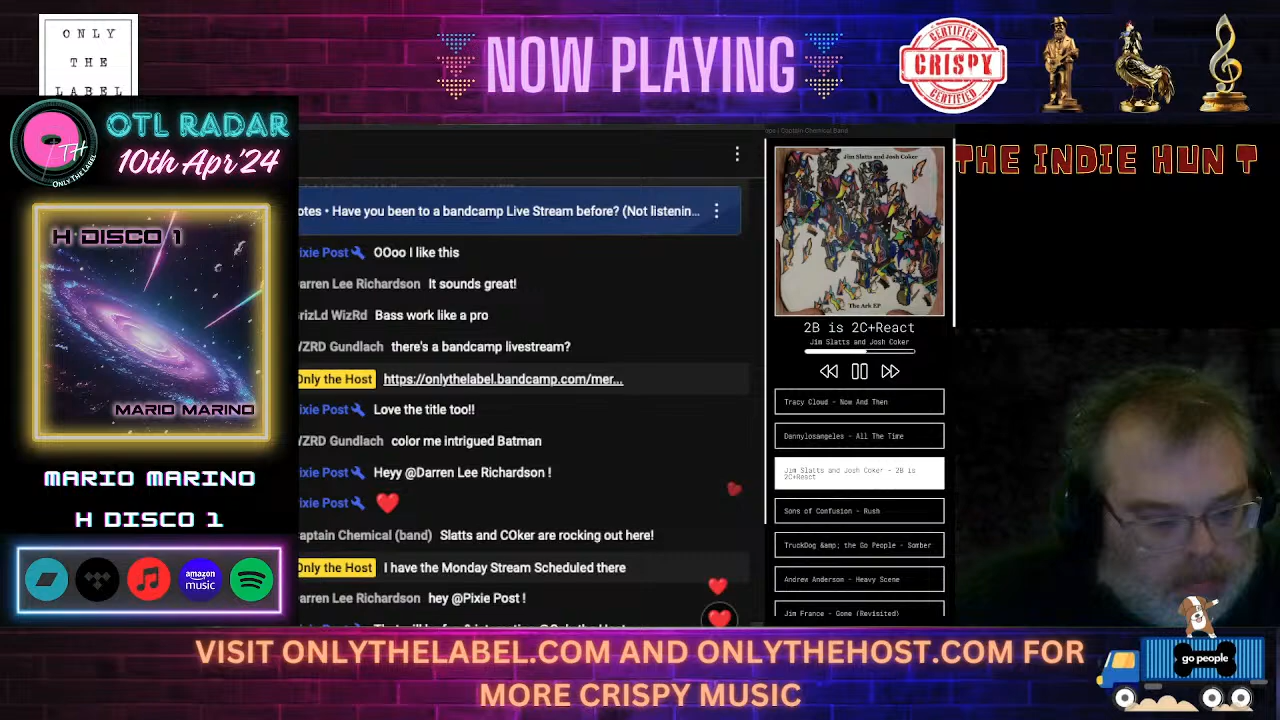 ONLY
THE
LABEL
NOW PLAYING
CERTIFIED
CRISPY
CERTIFIED
OTL RADAR
10th Apr'24
TH
ONLYTHELABEL
H DISCO 1
MARIO MARINO
MARIO MARINO
H DISCO 1
amazon
music
otes • Have you been to a bandcamp Live Stream before? (Not listenin...
ixie Post OOoo I like this
arren Lee Richardson It sounds great!
rizLd WizRd Bass work like a pro
ZRD Gundlach there's a bandcamp livestream?
Only the Host https://onlythelabel.bandcamp.com/mer...
ixie Post Love the title too!!
ZRD Gundlach color me intrigued Batman
ixie Post Heyy @Darren Lee Richardson !
ixie Post ❤️
aptain Chemical (band) Slatts and COker are rocking out here!
Only the Host I have the Monday Stream Scheduled there
arren Lee Richardson hey @Pixie Post !
Captain Chemical Band
Jim Slatts and Josh Coker
The Ark EP
2B is 2C+React
Jim Slatts and Josh Coker
Tracy Cloud - Now And Then
Dannylosangeles - All The Time
Jim Slatts and Josh Coker - 2B is
2C+React
Sons of Confusion - Rush
TruckDog &amp; the Go People - Somber
Andrew Anderson - Heavy Scene
Jim France - Gone (Revisited)
THE INDIE HUN T
go people
VISIT ONLYTHELABEL.COM AND ONLYTHEHOST.COM FOR
MORE CRISPY MUSIC